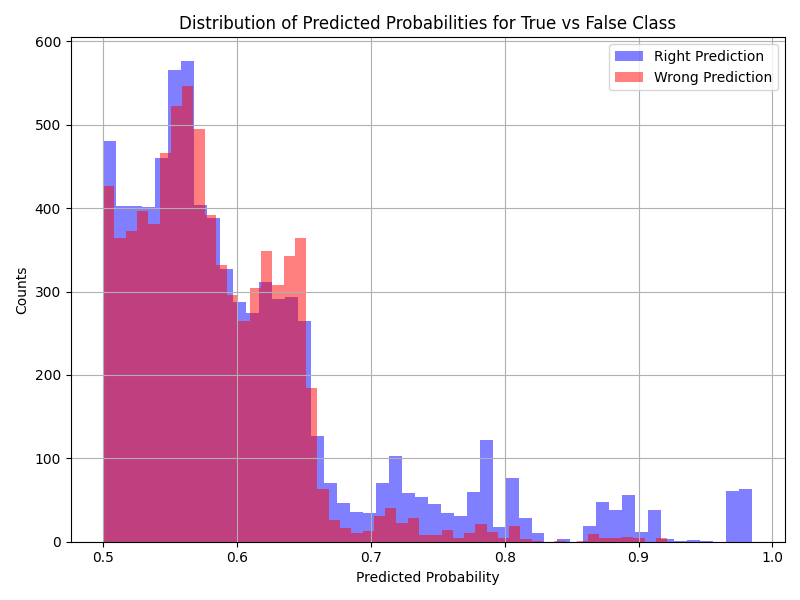 Distribution of Predicted Probabilities for True vs False Class
Right Prediction
Wrong Prediction
600
500
400
300
200
100
0
Counts
0.5
0.6
0.7
0.8
0.9
1.0
Predicted Probability